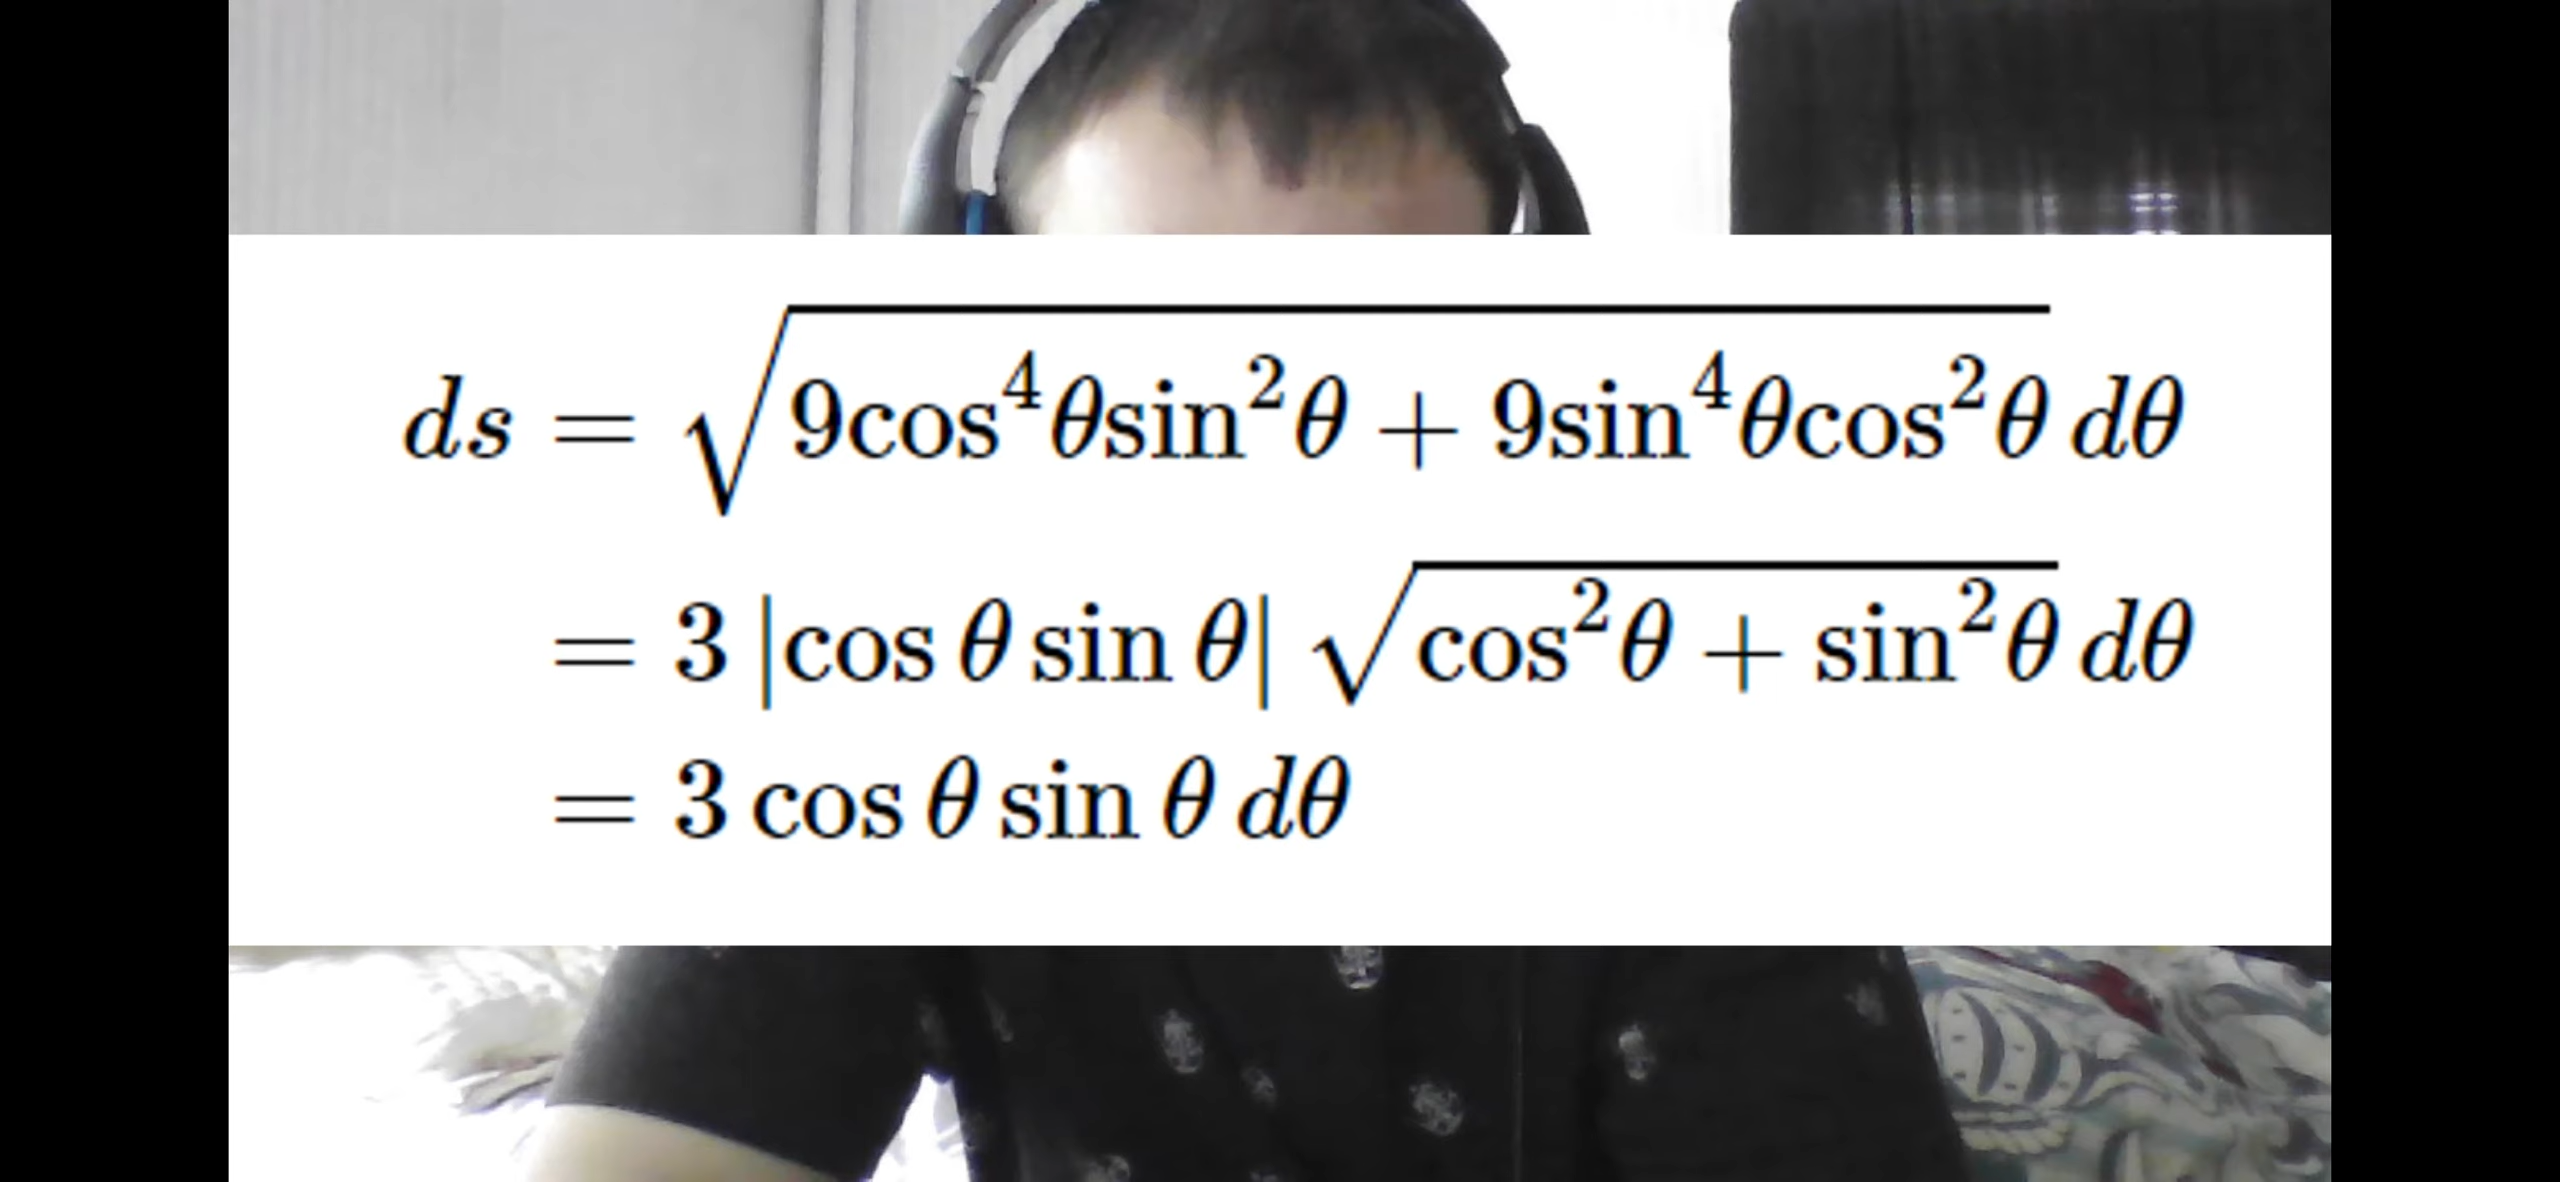 ds = √(9cos⁴θsin²θ + 9sin⁴θcos²θ) dθ
= 3 |cos θ sin θ| √(cos²θ + sin²θ) dθ
= 3 cos θ sin θ dθ